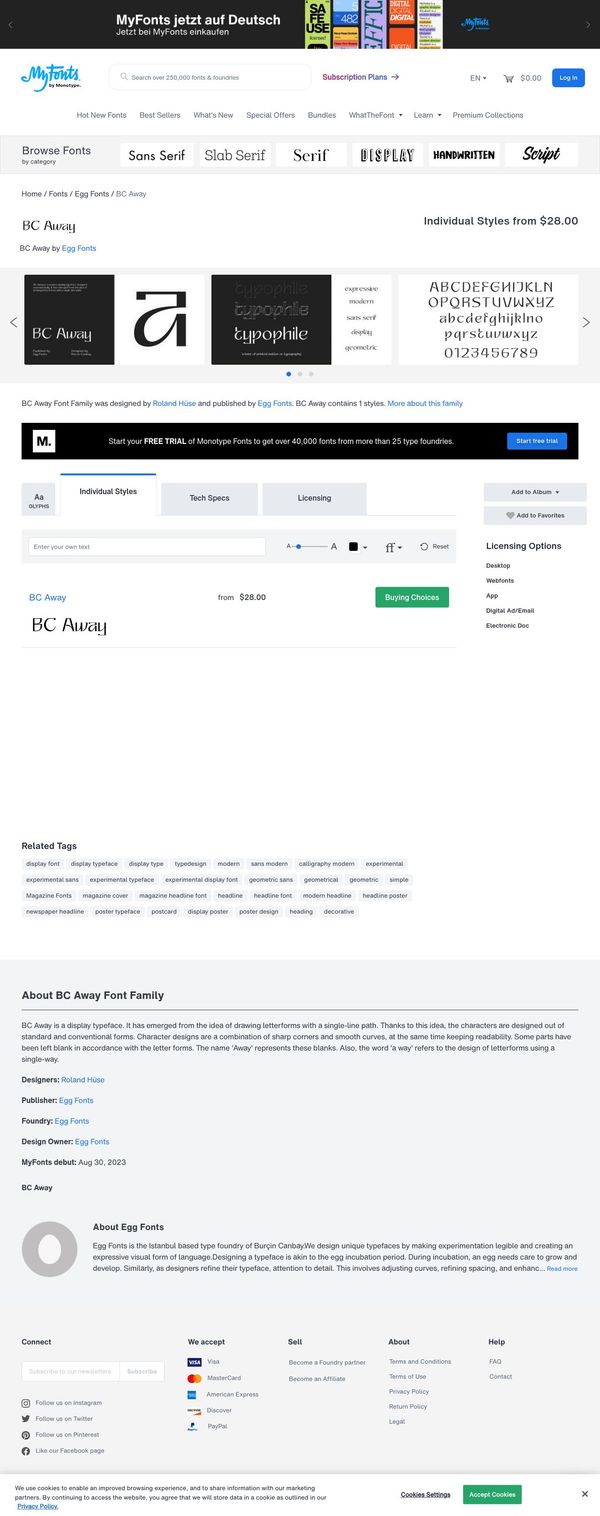 MyFonts jetzt auf Deutsch
Jetzt bei MyFonts einkaufen
SA
FE
USE
482
DIGITAL
DIGITAL
MyFonts
MyFonts
by Monotype.
Search over 250,000 fonts & foundries
Subscription Plans
EN
$0.00
Log in
Hot New Fonts Best Sellers What's New Special Offers Bundles WhatTheFont Learn Premium Collections
Browse Fonts
by category
Sans Serif Slab Serif Serif DISPLAY HANDWRITTEN Script
Home / Fonts / Egg Fonts / BC Away
BC Away
Individual Styles from $28.00
BC Away by Egg Fonts
BC Away
a
typophile
typophile
typophile
expressive
modern
sans serif
display
geometric
ABCDEFGHIJKLN
OPQRSTUVWXYZ
abcdefghijklno
pqrstuvwxyz
0123456789
BC Away Font Family was designed by Roland Hüse and published by Egg Fonts. BC Away contains 1 styles. More about this family
M. Start your FREE TRIAL of Monotype Fonts to get over 40,000 fonts from more than 25 type foundries. Start free trial
Aa
GLYPHS
Individual Styles
Tech Specs
Licensing
Add to Album
Add to Favorites
Enter your own text
A A
ff
Reset
Licensing Options
Desktop
Webfonts
App
Digital Ad/Email
Electronic Doc
BC Away from $28.00 Buying Choices
BC Away
Related Tags
display font display typeface display type typedesign modern sans modern calligraphy modern experimental
experimental sans experimental typeface experimental display font geometric sans geometrical geometric simple
Magazine Fonts magazine cover magazine headline font headline headline font modern headline headline poster
newspaper headline poster typeface postcard display poster poster design heading decorative
About BC Away Font Family
BC Away is a display typeface. It has emerged from the idea of drawing letterforms with a single-line path. Thanks to this idea, the characters are designed out of
standard and conventional forms. Character designs are a combination of sharp corners and smooth curves, at the same time keeping readability. Some parts have
been left blank in accordance with the letter forms. The name 'Away' represents these blanks. Also, the word 'a way' refers to the design of letterforms using a
single-way.
Designers: Roland Hüse
Publisher: Egg Fonts
Foundry: Egg Fonts
Design Owner: Egg Fonts
MyFonts debut: Aug 30, 2023
BC Away
About Egg Fonts
Egg Fonts is the Istanbul based type foundry of Burçin Canbay.We design unique typefaces by making experimentation legible and creating an
expressive visual form of language.Designing a typeface is akin to the egg incubation period. During incubation, an egg needs care to grow and
develop. Similarly, as designers refine their typeface, attention to detail. This involves adjusting curves, refining spacing, and enhanc... Read more
Connect
Subscribe to our newsletters Subscribe
Follow us on Instagram
Follow us on Twitter
Follow us on Pinterest
Like our Facebook page
We accept
Visa
MasterCard
American Express
Discover
PayPal
Sell
Become a Foundry partner
Become an Affiliate
About
Terms and Conditions
Terms of Use
Privacy Policy
Return Policy
Legal
Help
FAQ
Contact
We use cookies to enable an improved browsing experience, and to share information with our marketing
partners. By continuing to access the website, you agree that we will store data in a cookie as outlined in our
Privacy Policy.
Cookies Settings
Accept Cookies